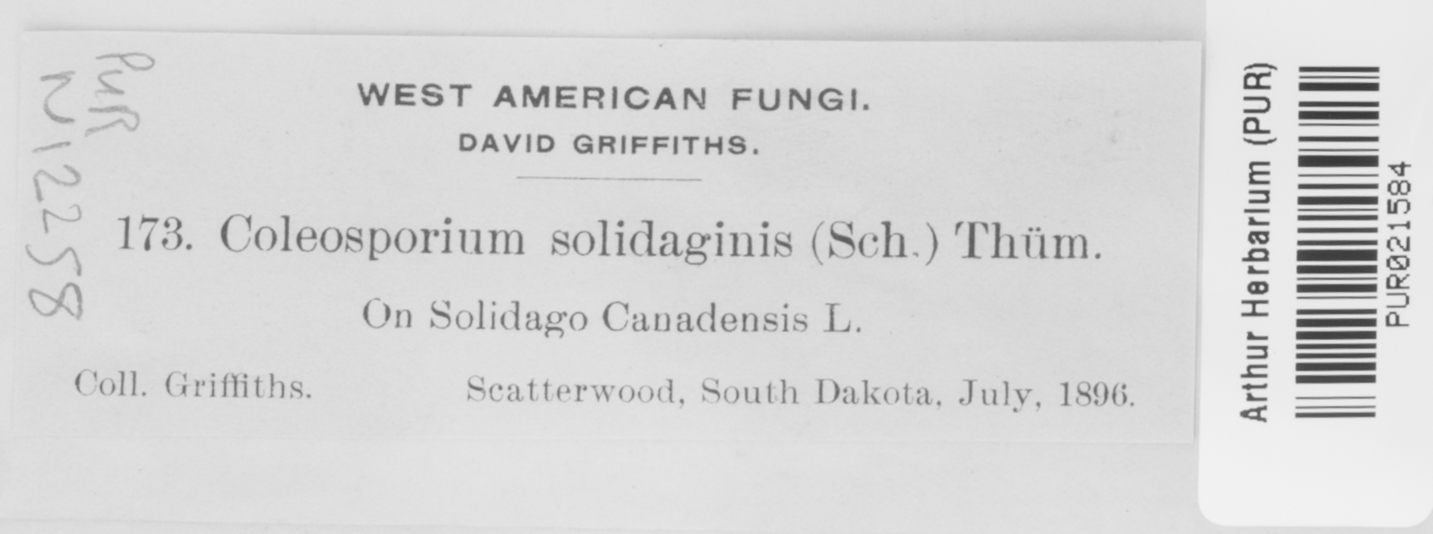 PUR
N12258
WEST AMERICAN FUNGI.
DAVID GRIFFITHS.
173. Coleosporium solidaginis (Sch.) Thüm.
On Solidago Canadensis L.
Coll. Griffiths.
Scatterwood, South Dakota, July, 1896.
Arthur Herbarium (PUR)
PUR021584